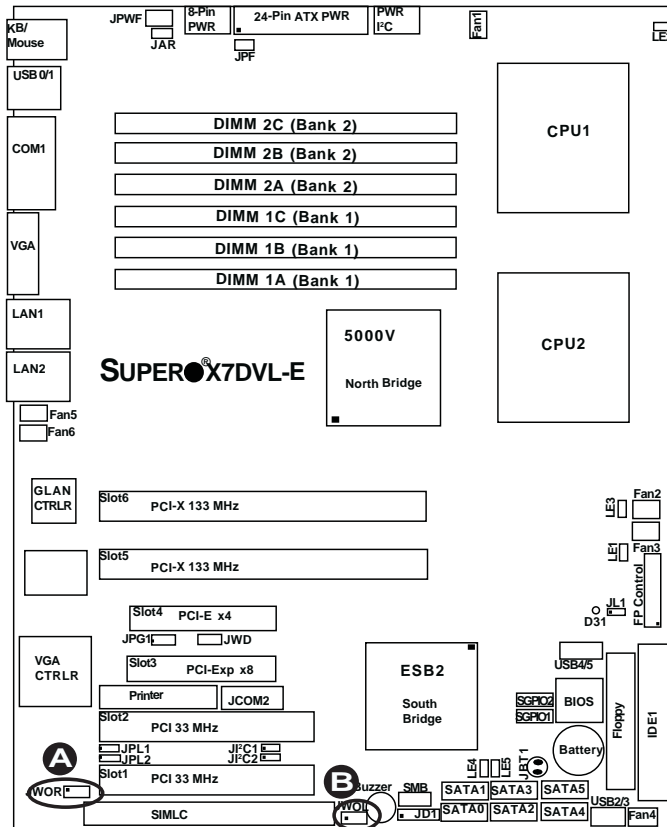 JPWF
JAR
8-Pin
PWR
24-Pin ATX PWR
PWR
I²C
JPF
Fan1
KB/
Mouse
USB 0/1
COM1
VGA
LAN1
LAN2
Fan5
Fan6
DIMM 2C (Bank 2)
DIMM 2B (Bank 2)
DIMM 2A (Bank 2)
DIMM 1C (Bank 1)
DIMM 1B (Bank 1)
DIMM 1A (Bank 1)
CPU1
CPU2
5000V
North Bridge
SUPER®X7DVL-E
GLAN
CTRLR
Slot6
PCI-X 133 MHz
Slot5
PCI-X 133 MHz
LE3
Fan2
LE1
Fan3
FP Control
JL1
D31
Slot4
PCI-E x4
JPG1
JWD
Slot3
PCI-Exp x8
VGA
CTRLR
Printer
JCOM2
Slot2
PCI 33 MHz
JPL1
JPL2
JI²C1
JI²C2
Slot1
PCI 33 MHz
ESB2
South
Bridge
USB4/5
SGPIO2
SGPIO1
BIOS
Floppy
IDE1
Battery
LE4
LE5
JBT1
A
WOR
B
Buzzer
SMB
SATA1
SATA3
SATA5
SIMLC
JD1
SATA0
SATA2
SATA4
USB2/3
Fan4